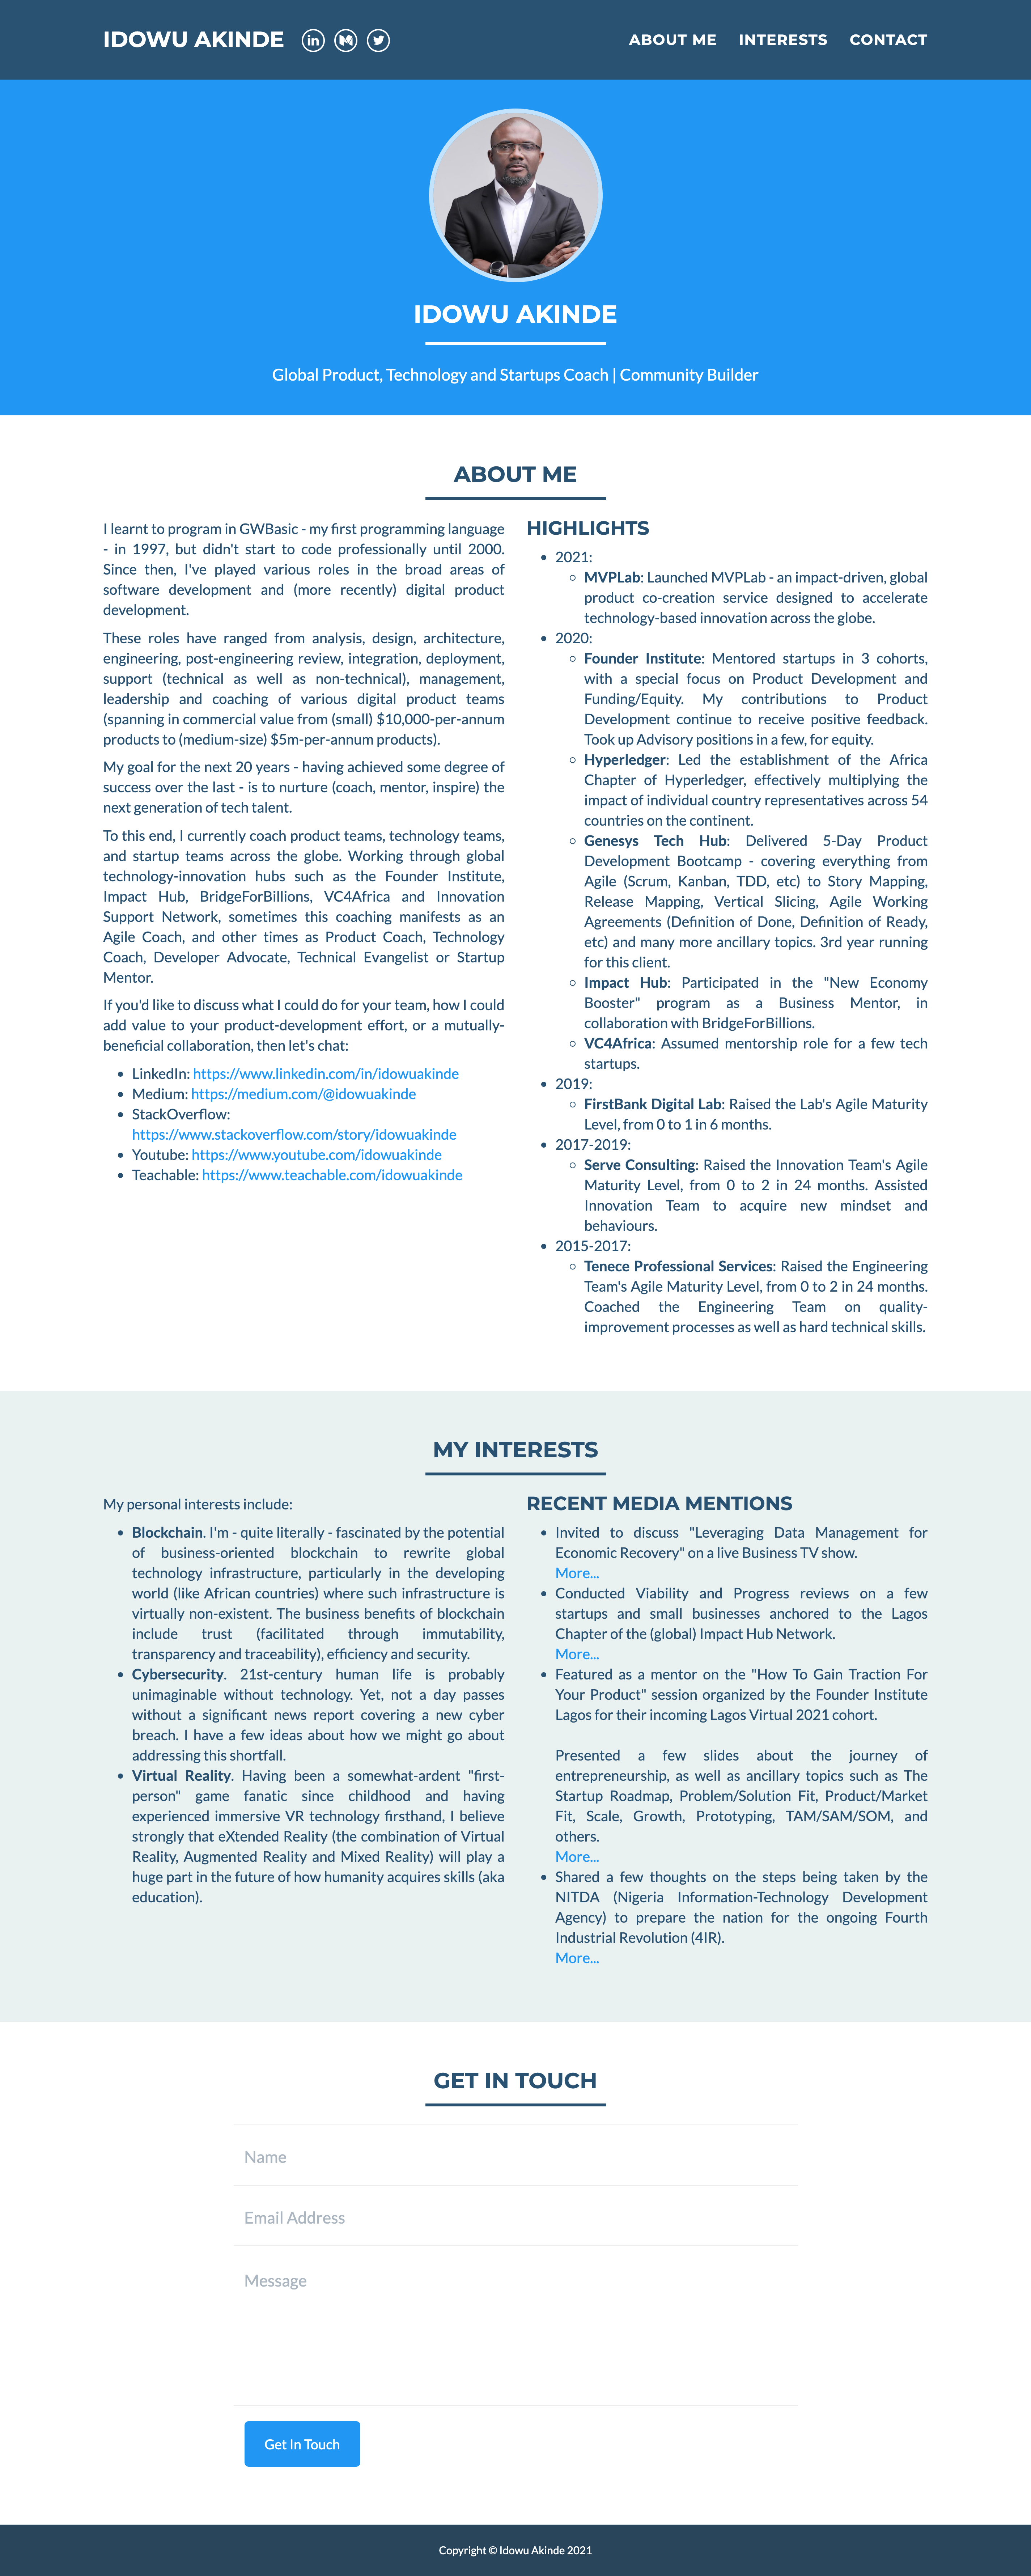 IDOWU AKINDE
in
ABOUT ME
INTERESTS
CONTACT
IDOWU AKINDE
Global Product, Technology and Startups Coach | Community Builder
ABOUT ME
I learnt to program in GWBasic - my first programming language
- in 1997, but didn't start to code professionally until 2000.
Since then, I've played various roles in the broad areas of
software development and (more recently) digital product
development.
These roles have ranged from analysis, design, architecture,
engineering, post-engineering review, integration, deployment,
support (technical as well as non-technical), management,
leadership and coaching of various digital product teams
(spanning in commercial value from (small) $10,000-per-annum
products to (medium-size) $5m-per-annum products).
My goal for the next 20 years - having achieved some degree of
success over the last - is to nurture (coach, mentor, inspire) the
next generation of tech talent.
To this end, I currently coach product teams, technology teams,
and startup teams across the globe. Working through global
technology-innovation hubs such as the Founder Institute,
Impact Hub, BridgeForBillions, VC4Africa and Innovation
Support Network, sometimes this coaching manifests as an
Agile Coach, and other times as Product Coach, Technology
Coach, Developer Advocate, Technical Evangelist or Startup
Mentor.
If you'd like to discuss what I could do for your team, how I could
add value to your product-development effort, or a mutually-
beneficial collaboration, then let's chat:
• LinkedIn: https://www.linkedin.com/in/idowuakinde
• Medium: https://medium.com/@idowuakinde
• StackOverflow:
https://www.stackoverflow.com/story/idowuakinde
• Youtube: https://www.youtube.com/idowuakinde
• Teachable: https://www.teachable.com/idowuakinde
HIGHLIGHTS
• 2021:
◦ MVPLab: Launched MVPLab - an impact-driven, global
product co-creation service designed to accelerate
technology-based innovation across the globe.
• 2020:
◦ Founder Institute: Mentored startups in 3 cohorts,
with a special focus on Product Development and
Funding/Equity. My contributions to Product
Development continue to receive positive feedback.
Took up Advisory positions in a few, for equity.
◦ Hyperledger: Led the establishment of the Africa
Chapter of Hyperledger, effectively multiplying the
impact of individual country representatives across 54
countries on the continent.
◦ Genesys Tech Hub: Delivered 5-Day Product
Development Bootcamp - covering everything from
Agile (Scrum, Kanban, TDD, etc) to Story Mapping,
Release Mapping, Vertical Slicing, Agile Working
Agreements (Definition of Done, Definition of Ready,
etc) and many more ancillary topics. 3rd year running
for this client.
◦ Impact Hub: Participated in the "New Economy
Booster" program as a Business Mentor, in
collaboration with BridgeForBillions.
◦ VC4Africa: Assumed mentorship role for a few tech
startups.
• 2019:
◦ FirstBank Digital Lab: Raised the Lab's Agile Maturity
Level, from 0 to 1 in 6 months.
• 2017-2019:
◦ Serve Consulting: Raised the Innovation Team's Agile
Maturity Level, from 0 to 2 in 24 months. Assisted
Innovation Team to acquire new mindset and
behaviours.
• 2015-2017:
◦ Tenece Professional Services: Raised the Engineering
Team's Agile Maturity Level, from 0 to 2 in 24 months.
Coached the Engineering Team on quality-
improvement processes as well as hard technical skills.
MY INTERESTS
My personal interests include:
• Blockchain. I'm - quite literally - fascinated by the potential
of business-oriented blockchain to rewrite global
technology infrastructure, particularly in the developing
world (like African countries) where such infrastructure is
virtually non-existent. The business benefits of blockchain
include trust (facilitated through immutability,
transparency and traceability), efficiency and security.
• Cybersecurity. 21st-century human life is probably
unimaginable without technology. Yet, not a day passes
without a significant news report covering a new cyber
breach. I have a few ideas about how we might go about
addressing this shortfall.
• Virtual Reality. Having been a somewhat-ardent "first-
person" game fanatic since childhood and having
experienced immersive VR technology firsthand, I believe
strongly that eXtended Reality (the combination of Virtual
Reality, Augmented Reality and Mixed Reality) will play a
huge part in the future of how humanity acquires skills (aka
education).
RECENT MEDIA MENTIONS
• Invited to discuss "Leveraging Data Management for
Economic Recovery" on a live Business TV show.
More...
• Conducted Viability and Progress reviews on a few
startups and small businesses anchored to the Lagos
Chapter of the (global) Impact Hub Network.
More...
• Featured as a mentor on the "How To Gain Traction For
Your Product" session organized by the Founder Institute
Lagos for their incoming Lagos Virtual 2021 cohort.
Presented a few slides about the journey of
entrepreneurship, as well as ancillary topics such as The
Startup Roadmap, Problem/Solution Fit, Product/Market
Fit, Scale, Growth, Prototyping, TAM/SAM/SOM, and
others.
More...
• Shared a few thoughts on the steps being taken by the
NITDA (Nigeria Information-Technology Development
Agency) to prepare the nation for the ongoing Fourth
Industrial Revolution (4IR).
More...
GET IN TOUCH
Name
Email Address
Message
Get In Touch
Copyright © Idowu Akinde 2021